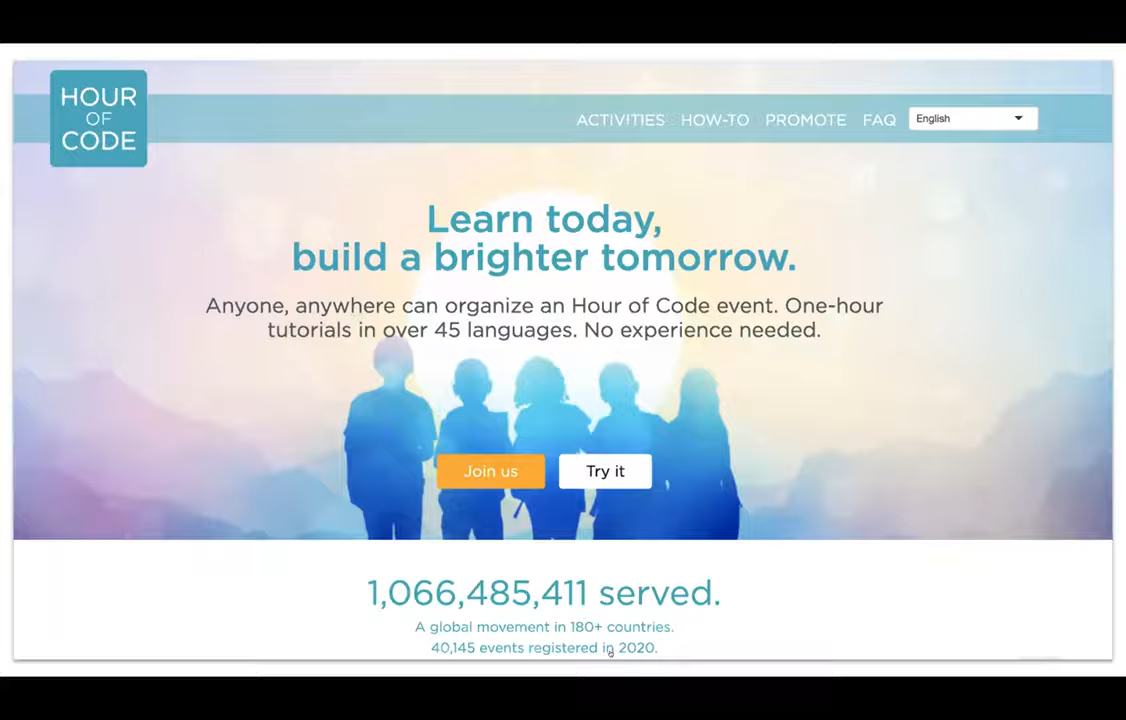 HOUR
OF
CODE
ACTIVITIES HOW-TO PROMOTE FAQ English
Learn today,
build a brighter tomorrow.
Anyone, anywhere can organize an Hour of Code event. One-hour
tutorials in over 45 languages. No experience needed.
Join us Try it
1,066,485,411 served.
A global movement in 180+ countries.
40,145 events registered in 2020.